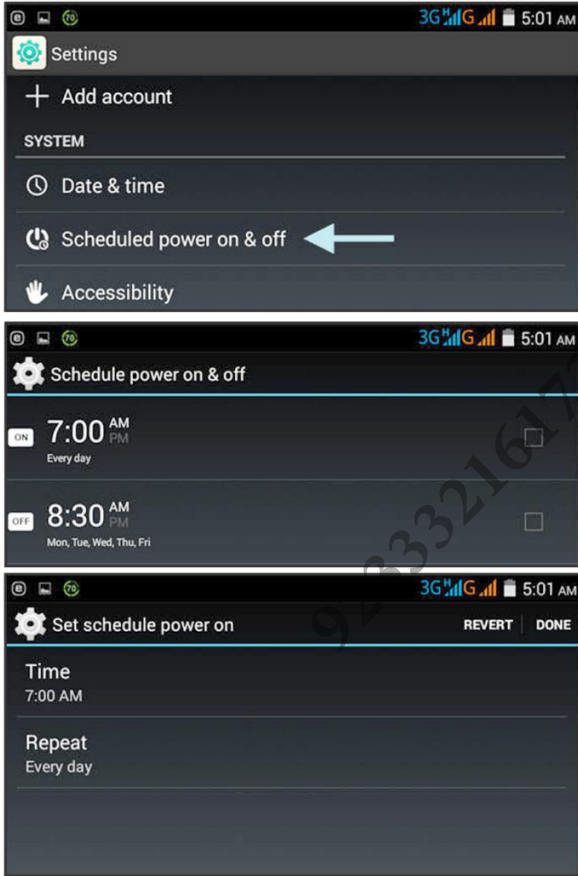 3G H G 5:01 AM
Settings
+ Add account
SYSTEM
Date & time
Scheduled power on & off
Accessibility
70
3G H G 5:01 AM
Schedule power on & off
ON 7:00 AM PM
Every day
OFF 8:30 AM PM
Mon, Tue, Wed, Thu, Fri
3G H G 5:01 AM
Set schedule power on REVERT DONE
Time
7:00 AM
Repeat
Every day